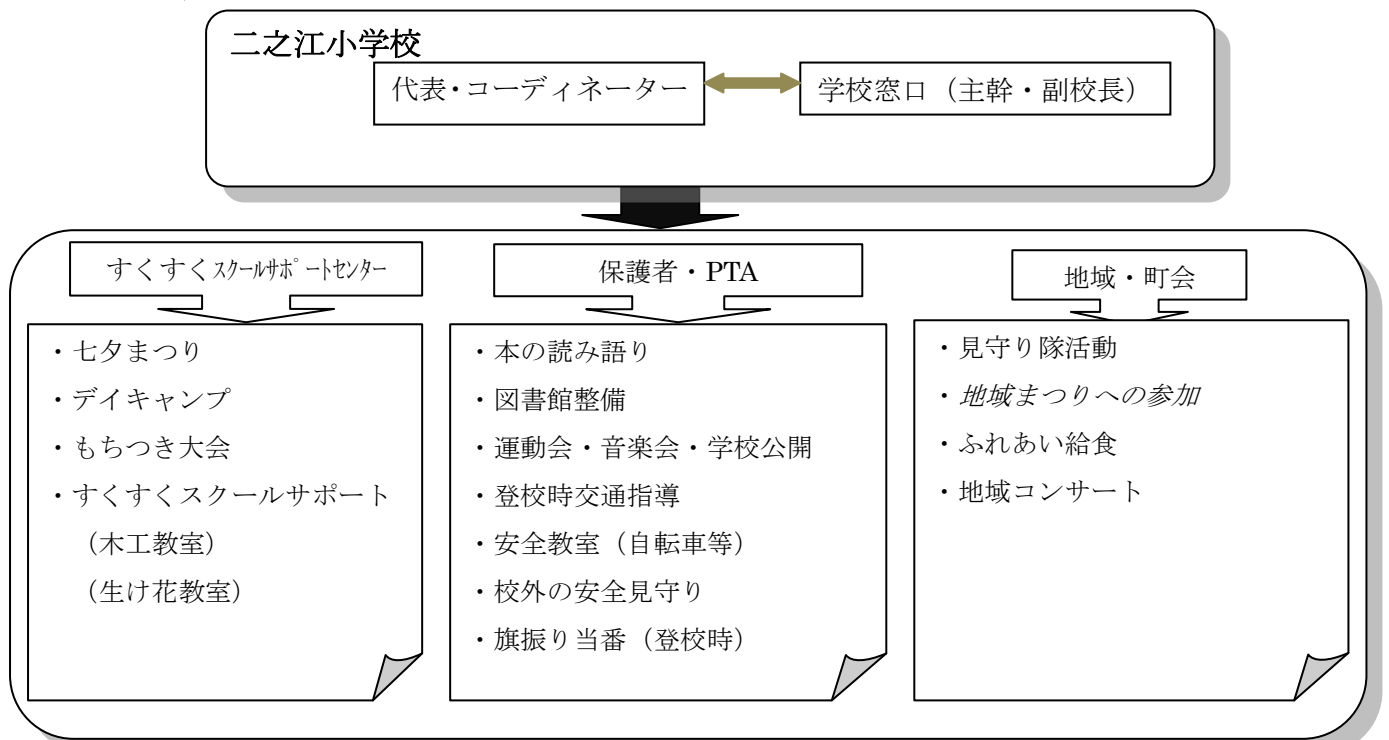 二之江小学校
代表・コーディネーター
学校窓口（主幹・副校長）
すくすくｽｸｰﾙｻﾎﾟｰﾄｾﾝﾀｰ
・七夕まつり
・デイキャンプ
・もちつき大会
・すくすくスクールサポート
（木工教室）
（生け花教室）
保護者・PTA
・本の読み語り
・図書館整備
・運動会・音楽会・学校公開
・登校時交通指導
・安全教室（自転車等）
・校外の安全見守り
・旗振り当番（登校時）
地域・町会
・見守り隊活動
・地域まつりへの参加
・ふれあい給食
・地域コンサート